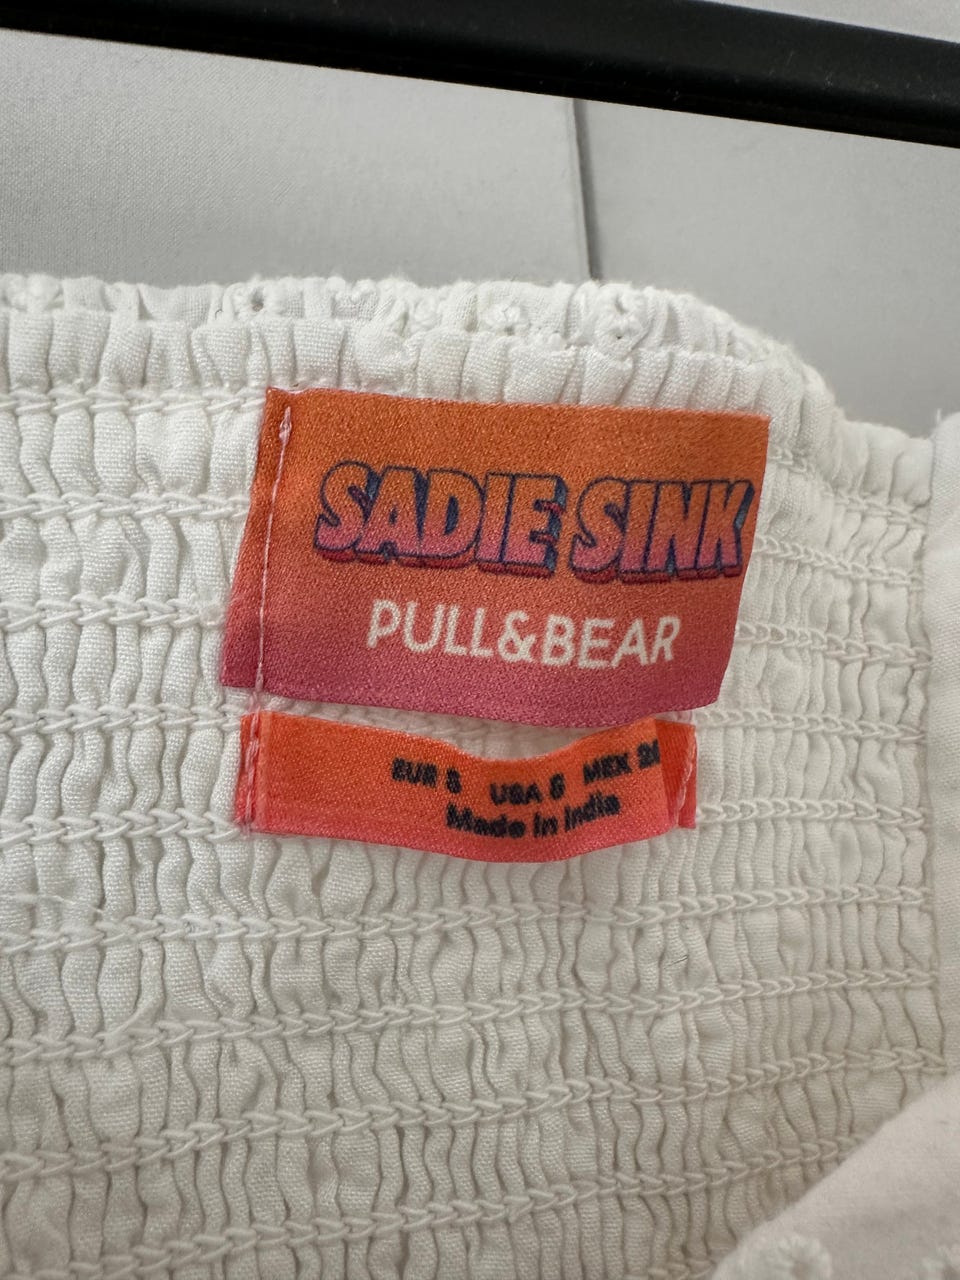 SADIE SINK
PULL&BEAR
EUR S USA S MEX
Made in India